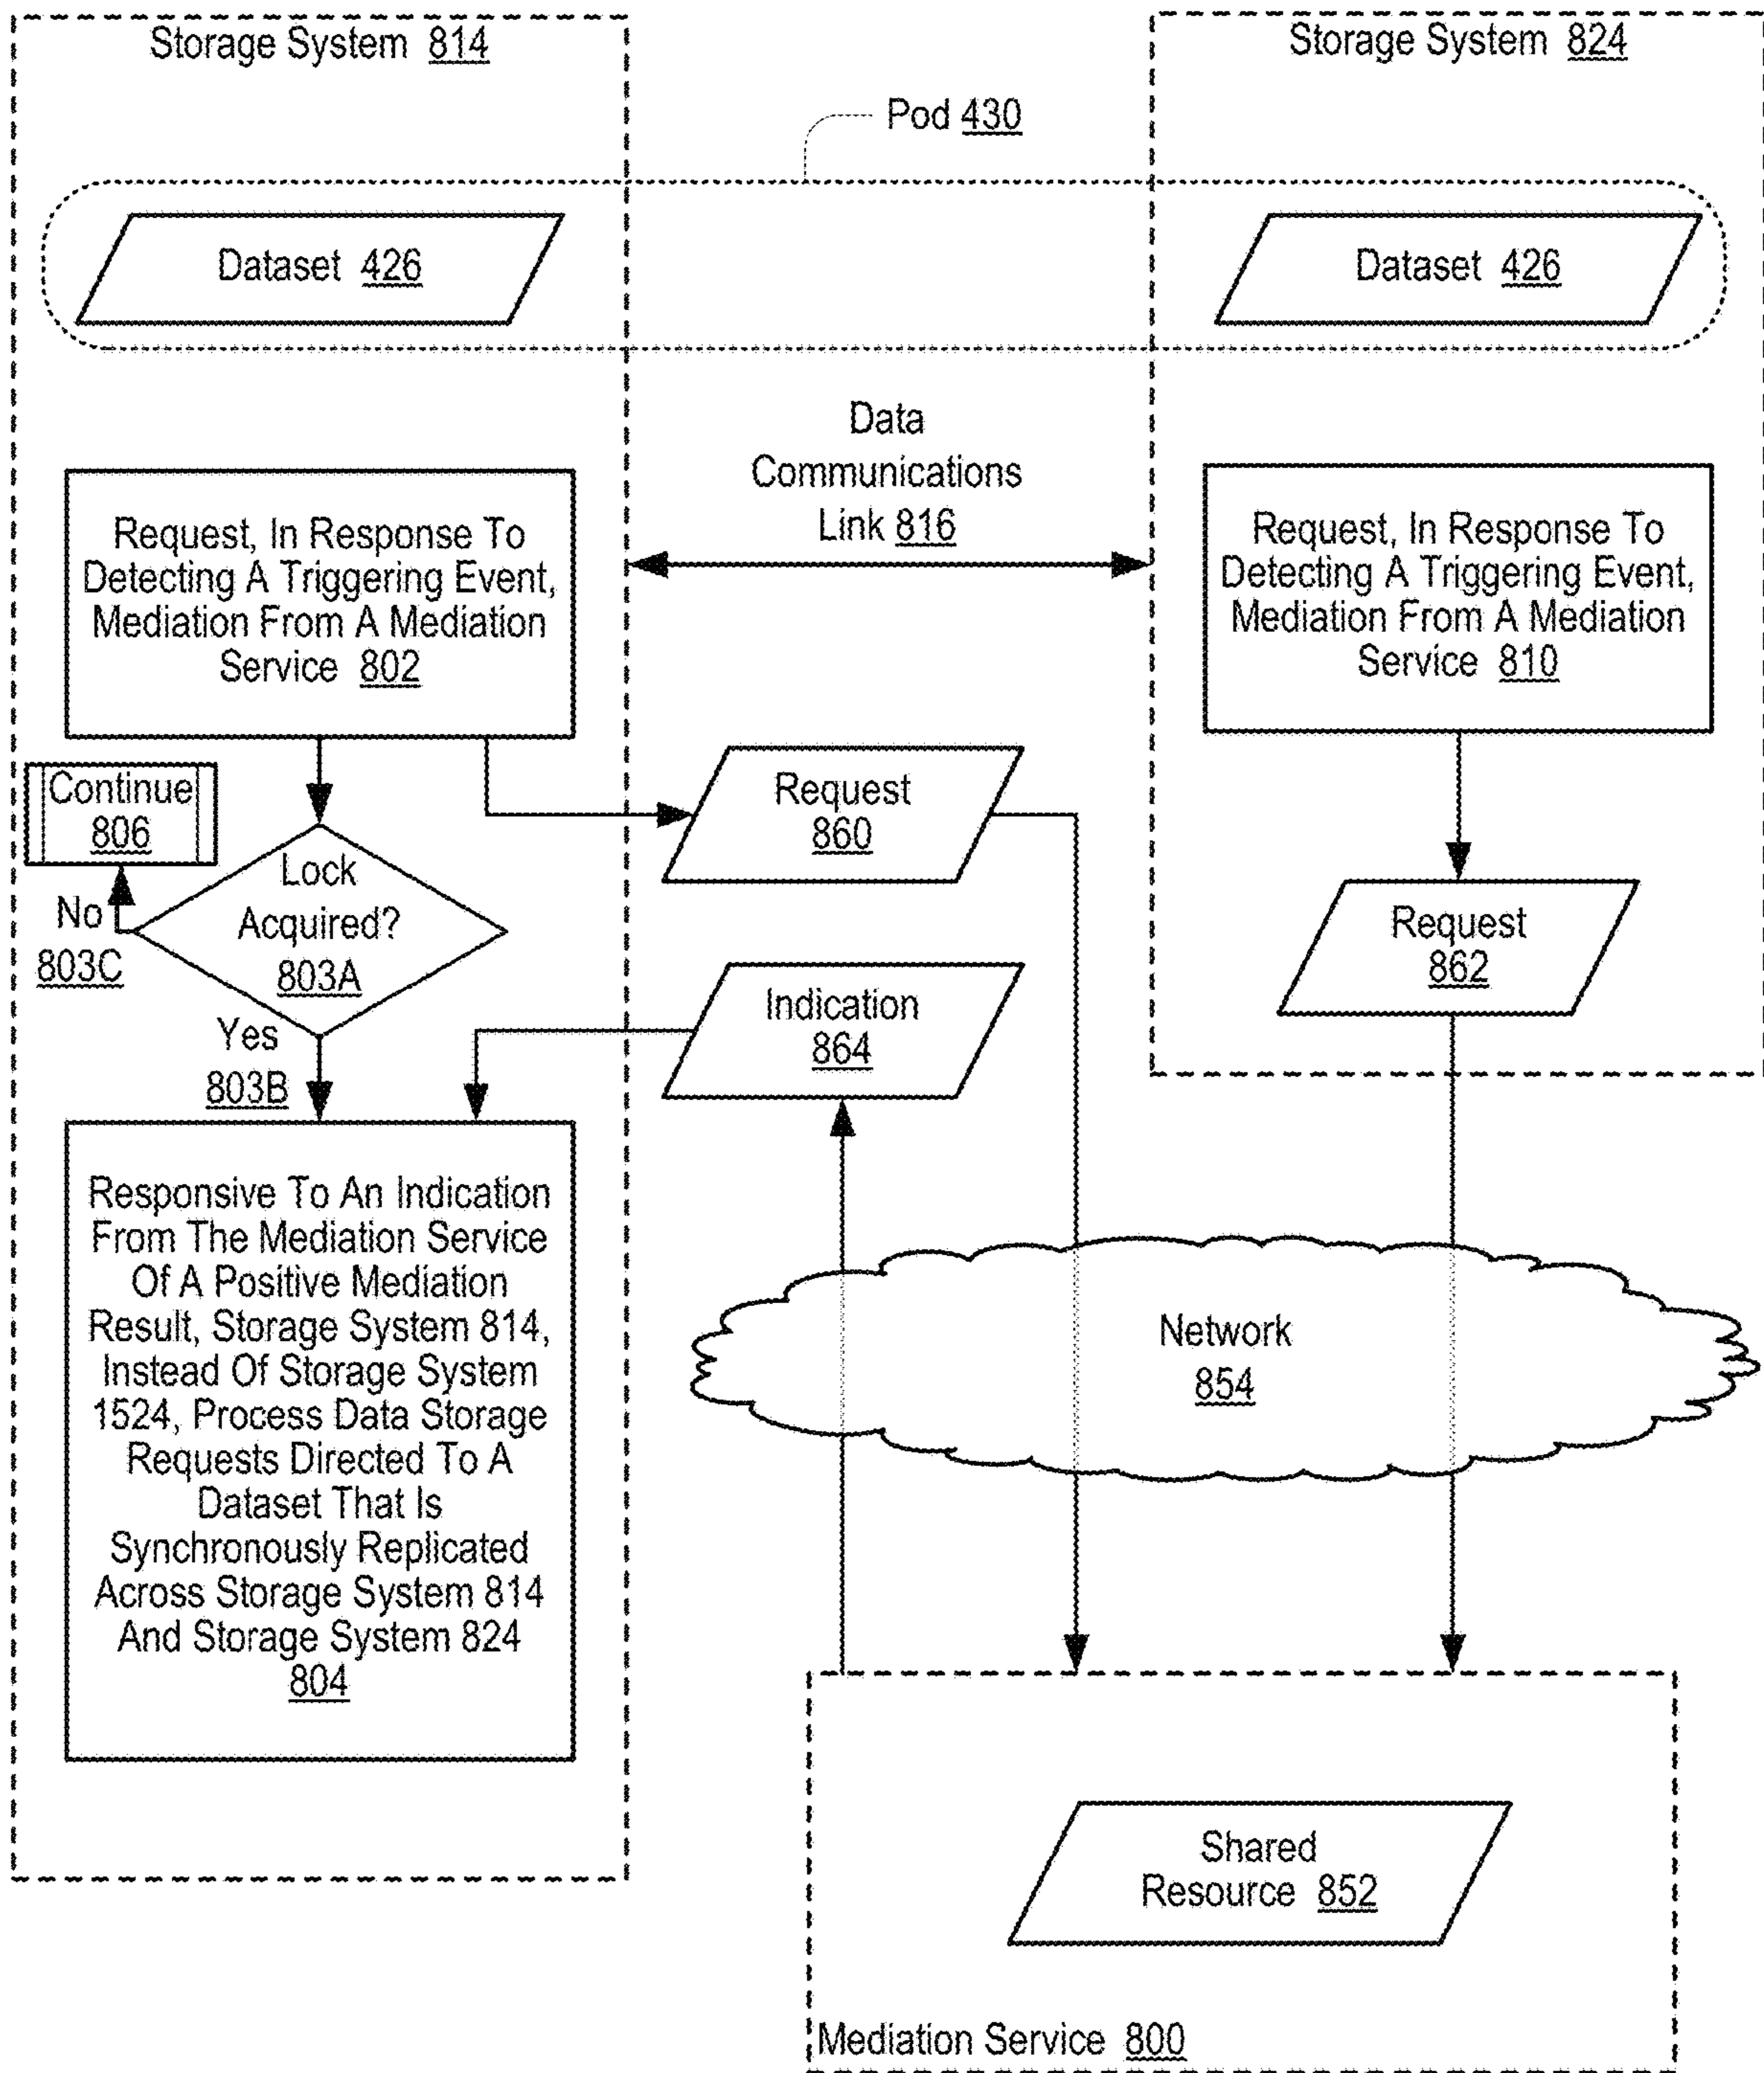 Storage System 814
Storage System 824
Pod 430
Dataset 426
Dataset 426
Data
Communications
Link 816
Request, In Response To
Detecting A Triggering Event,
Mediation From A Mediation
Service 802
Request, In Response To
Detecting A Triggering Event,
Mediation From A Mediation
Service 810
Continue
806
Request
860
Lock
Acquired?
803A
No
803C
Request
862
Indication
864
Yes
803B
Responsive To An Indication
From The Mediation Service
Of A Positive Mediation
Result, Storage System 814,
Instead Of Storage System
1524, Process Data Storage
Requests Directed To A
Dataset That Is
Synchronously Replicated
Across Storage System 814
And Storage System 824
804
Network
854
Shared
Resource 852
Mediation Service 800